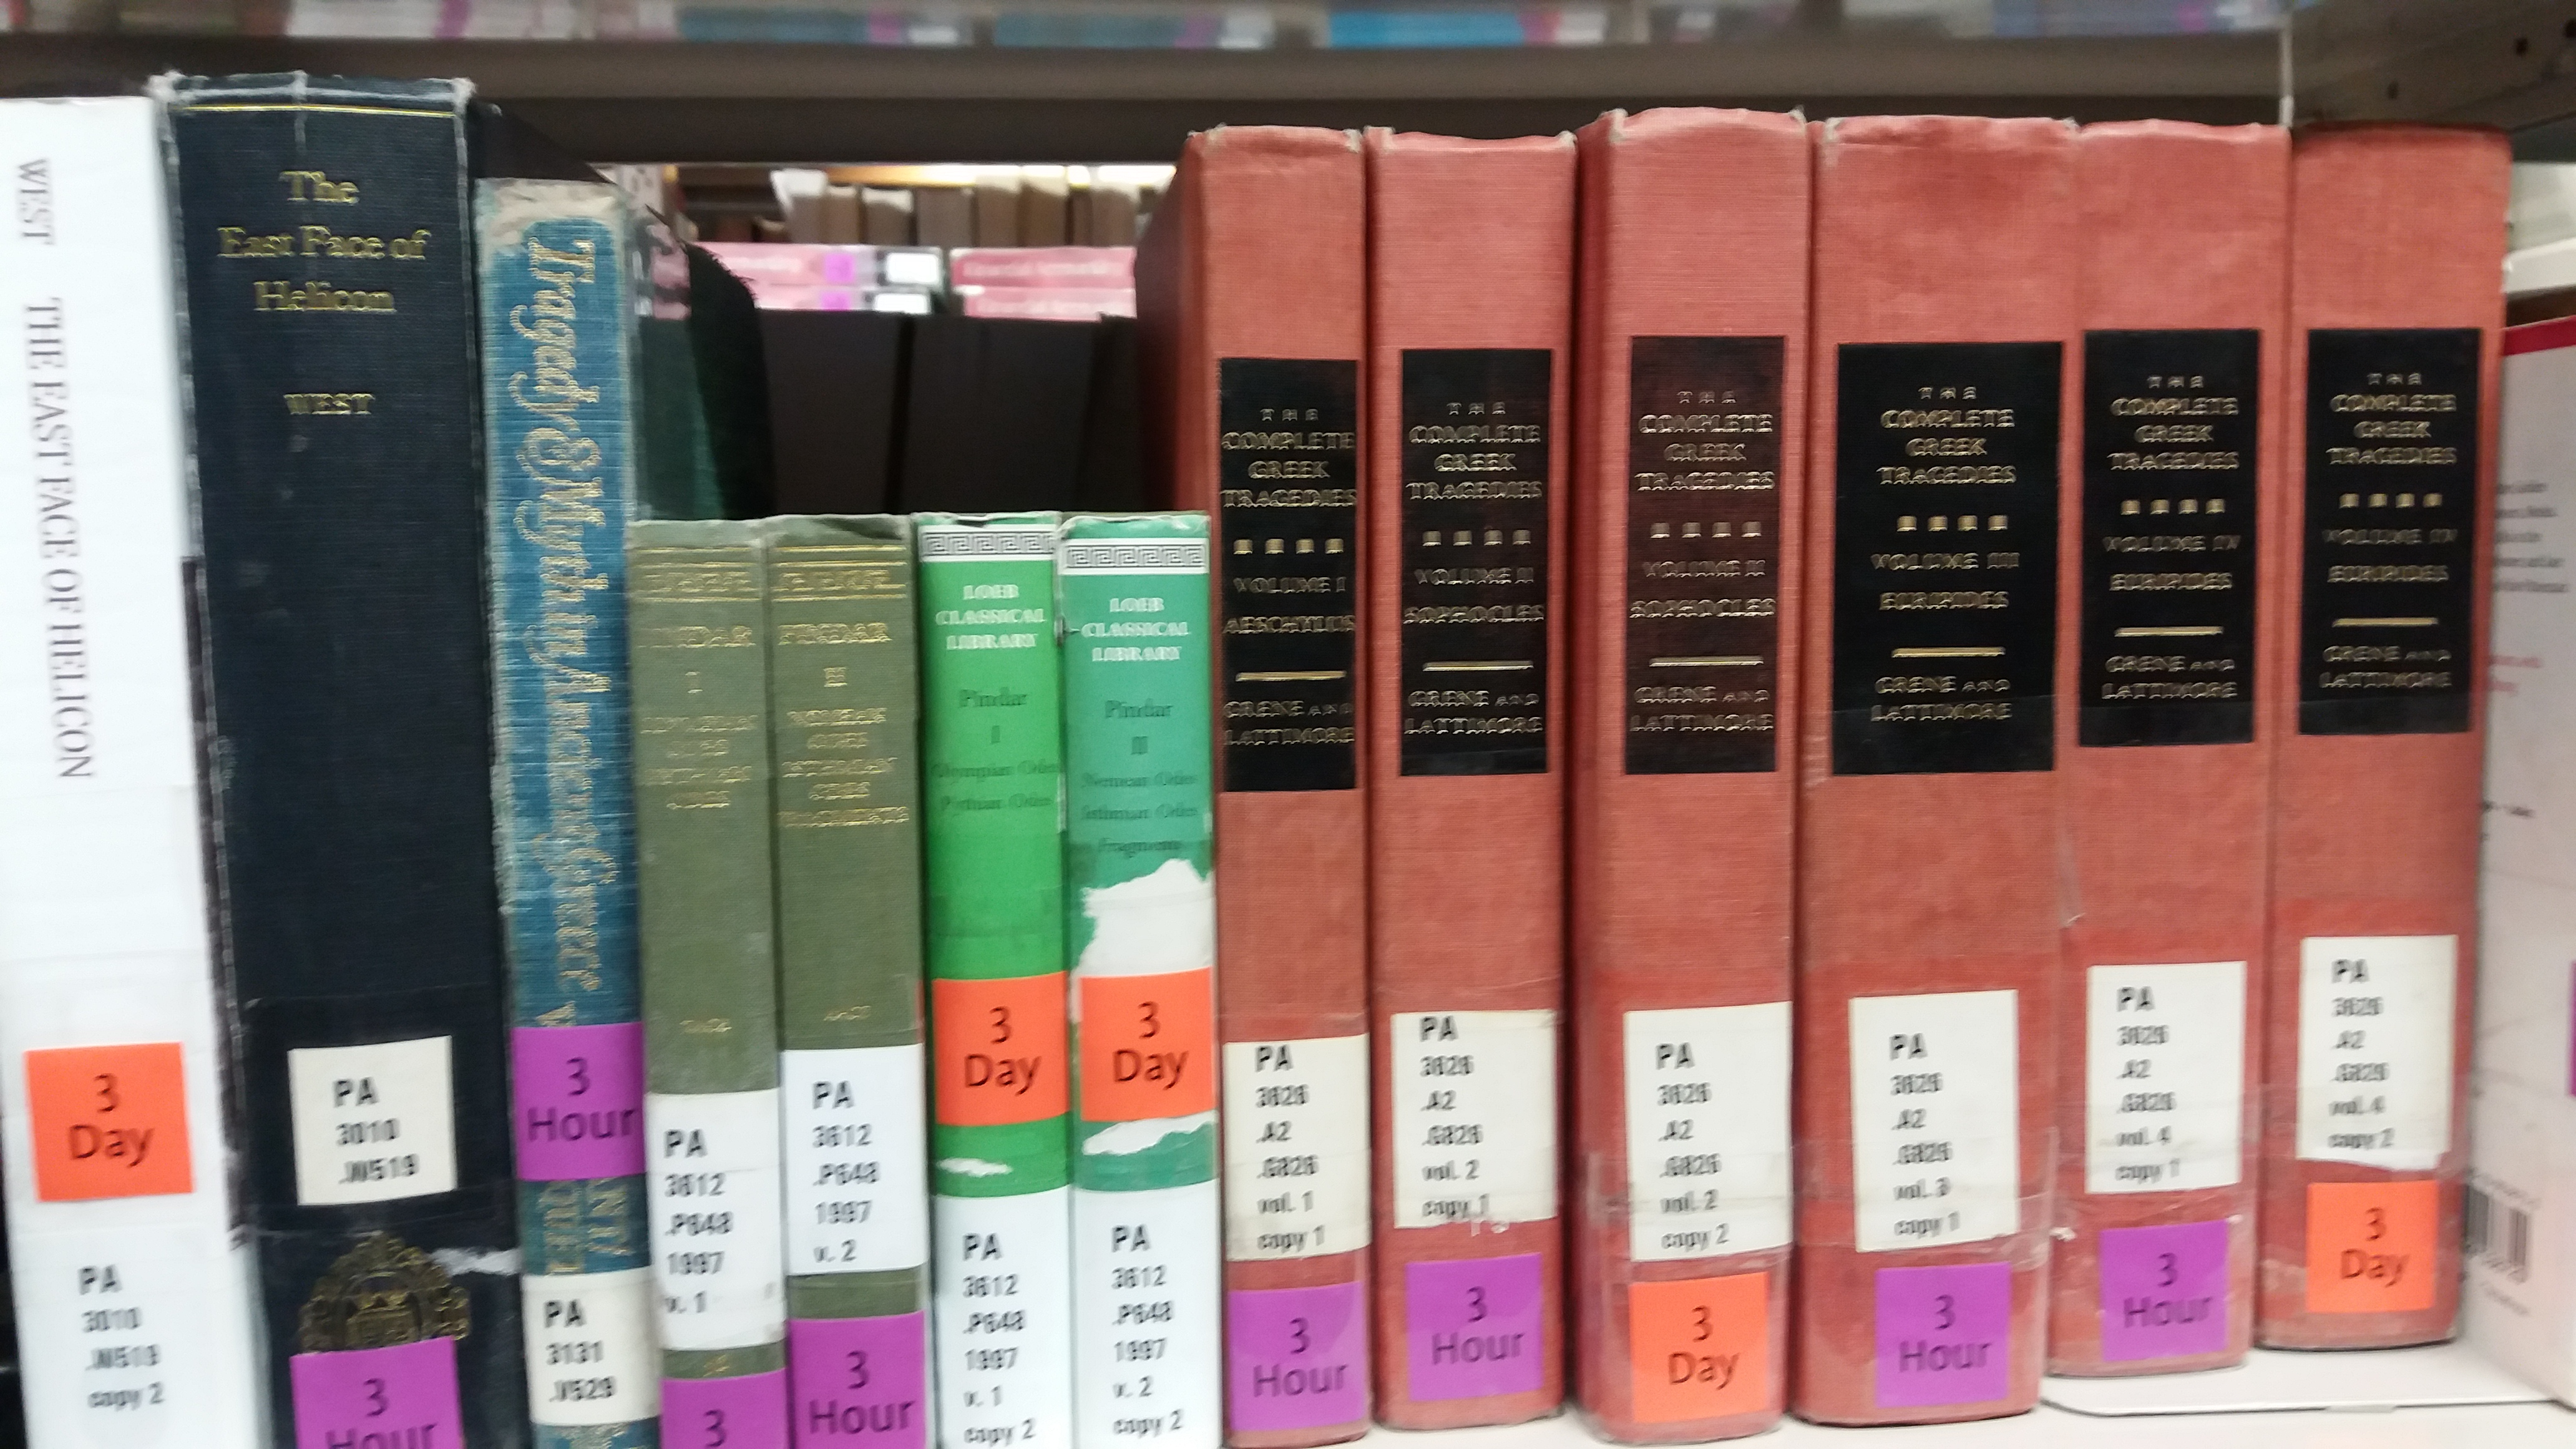 WEST THE EAST FACE OF HELICON
3
Day
PA
3010
.W519
copy 2
The
East Face of
Helicon
WEST
PA
3010
.W519
3
Hour
Tragedy & Myth in Ancient Greece
3
Hour
PA
3131
.V529
PINDAR
I
PA
3612
.P648
1997
v. 1
3
PINDAR
II
RACE
PA
3612
.P648
1997
v. 2
3
Hour
LOEB
CLASSICAL
LIBRARY
Pindar
I
Olympian Odes
Pythian Odes
3
Day
PA
3612
.P648
1997
v. 1
copy 2
LOEB
CLASSICAL
LIBRARY
Pindar
II
Nemean Odes
Isthmian Odes
Fragments
3
Day
PA
3612
.P648
1997
v. 2
copy 2
THE
COMPLETE
GREEK
TRAGEDIES
VOLUME I
AESCHYLUS
GRENE AND
LATTIMORE
PA
3626
.A2
.G826
vol. 1
copy 1
3
Hour
THE
COMPLETE
GREEK
TRAGEDIES
VOLUME II
SOPHOCLES
GRENE AND
LATTIMORE
PA
3626
.A2
.G826
vol. 2
copy 1
3
Hour
THE
COMPLETE
GREEK
TRAGEDIES
VOLUME II
SOPHOCLES
GRENE AND
LATTIMORE
PA
3626
.A2
.G826
vol. 2
copy 2
3
Day
THE
COMPLETE
GREEK
TRAGEDIES
VOLUME III
EURIPIDES
GRENE AND
LATTIMORE
PA
3626
.A2
.G826
vol. 3
copy 1
3
Hour
THE
COMPLETE
GREEK
TRAGEDIES
VOLUME IV
EURIPIDES
GRENE AND
LATTIMORE
PA
3626
.A2
.G826
vol. 4
copy 1
3
Hour
THE
COMPLETE
GREEK
TRAGEDIES
VOLUME IV
EURIPIDES
GRENE AND
LATTIMORE
PA
3626
.A2
.G826
vol. 4
copy 2
3
Day